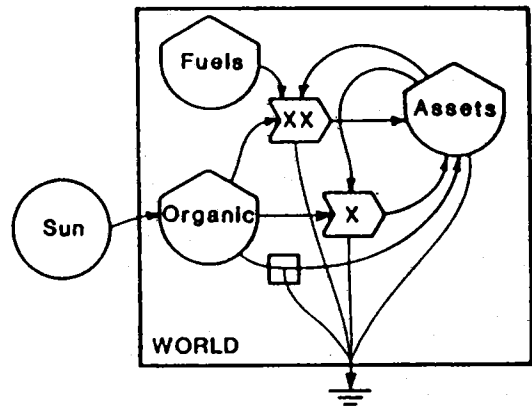 Fuels
XX
Assets
Sun
Organic
X
WORLD